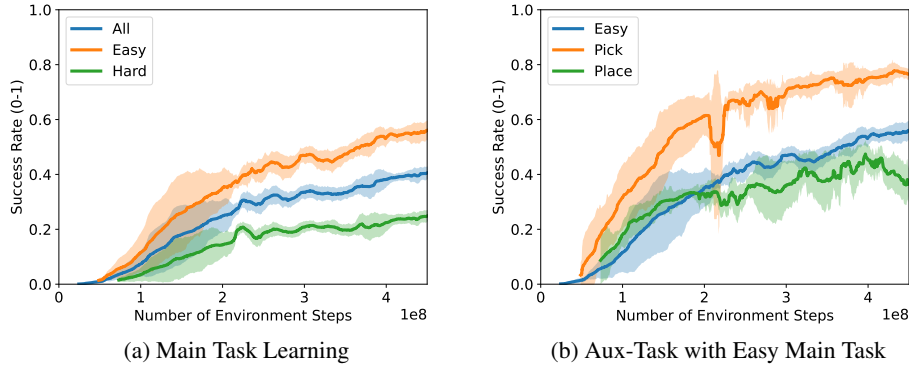 1.0
0.8
0.6
0.4
0.2
0.0
Success Rate (0-1)
All
Easy
Hard
0 1 2 3 4
Number of Environment Steps 1e8
(a) Main Task Learning
1.0
0.8
0.6
0.4
0.2
0.0
Success Rate (0-1)
Easy
Pick
Place
0 1 2 3 4
Number of Environment Steps 1e8
(b) Aux-Task with Easy Main Task